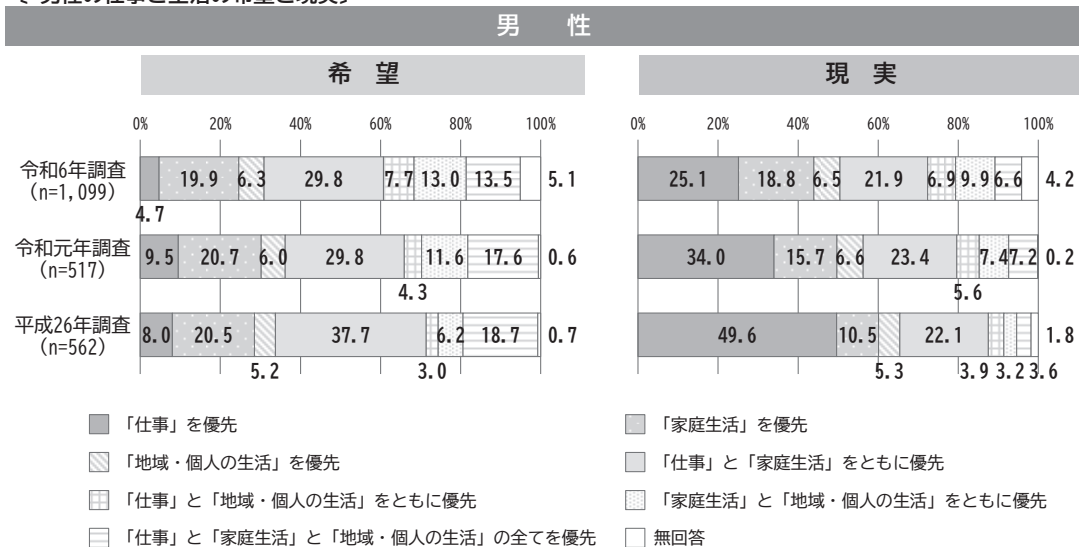 男 性
希 望
現 実
0% 20% 40% 60% 80% 100%
0% 20% 40% 60% 80% 100%
令和6年調査
(n=1,099)
4.7 19.9 6.3 29.8 7.7 13.0 13.5 5.1
25.1 18.8 6.5 21.9 6.9 9.9 6.6 4.2
令和元年調査
(n=517)
9.5 20.7 6.0 29.8 4.3 11.6 17.6 0.6
34.0 15.7 6.6 23.4 5.6 7.4 7.2 0.2
平成26年調査
(n=562)
8.0 20.5 5.2 37.7 3.0 6.2 18.7 0.7
49.6 10.5 5.3 22.1 3.9 3.2 3.6 1.8
「仕事」を優先
「家庭生活」を優先
「地域・個人の生活」を優先
「仕事」と「家庭生活」をともに優先
「仕事」と「地域・個人の生活」をともに優先
「家庭生活」と「地域・個人の生活」をともに優先
「仕事」と「家庭生活」と「地域・個人の生活」の全てを優先
無回答